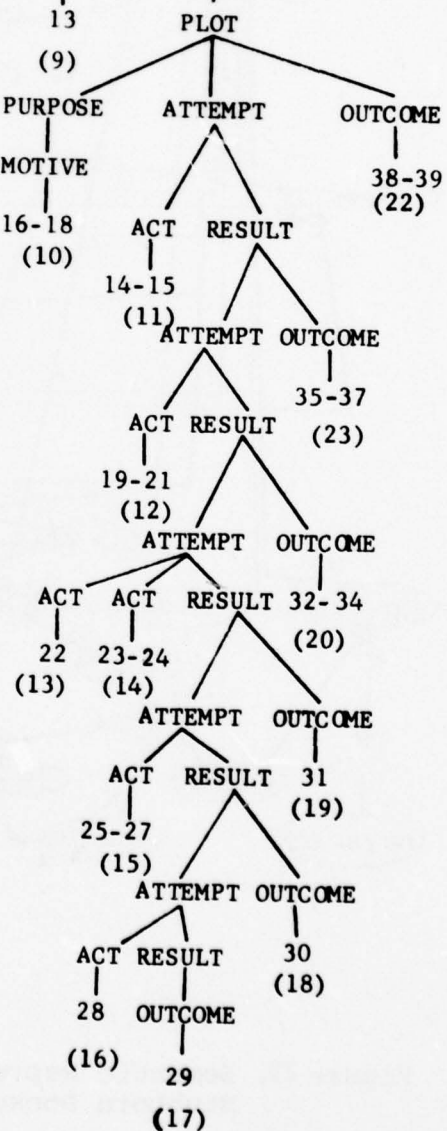 13 PLOT
(9)
PURPOSE ATTEMPT OUTCOME
MOTIVE 38-39
(22)
16-18 ACT RESULT
(10)
14-15
(11)
ATTEMPT OUTCOME
35-37
ACT RESULT (23)
19-21
(12)
ATTEMPT OUTCOME
ACT ACT RESULT 32-34
(20)
22 23-24
(13) (14)
ATTEMPT OUTCOME
ACT RESULT 31
(19)
25-27
(15)
ATTEMPT OUTCOME
ACT RESULT 30
(18)
28 OUTCOME
(16)
29
(17)